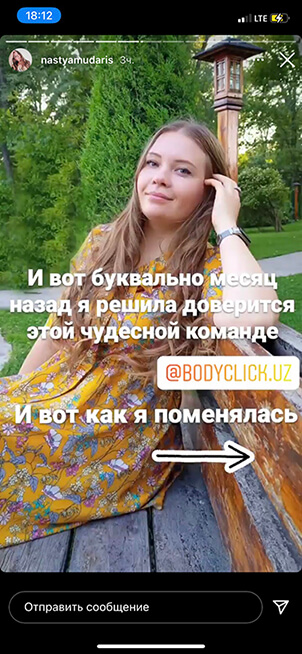 18:12
LTE
nastyamudaris 3ч.
И вот буквально месяц
назад я решила доверится
этой чудесной команде
@BODYCLICK.UZ
И вот как я поменялась
Отправить сообщение